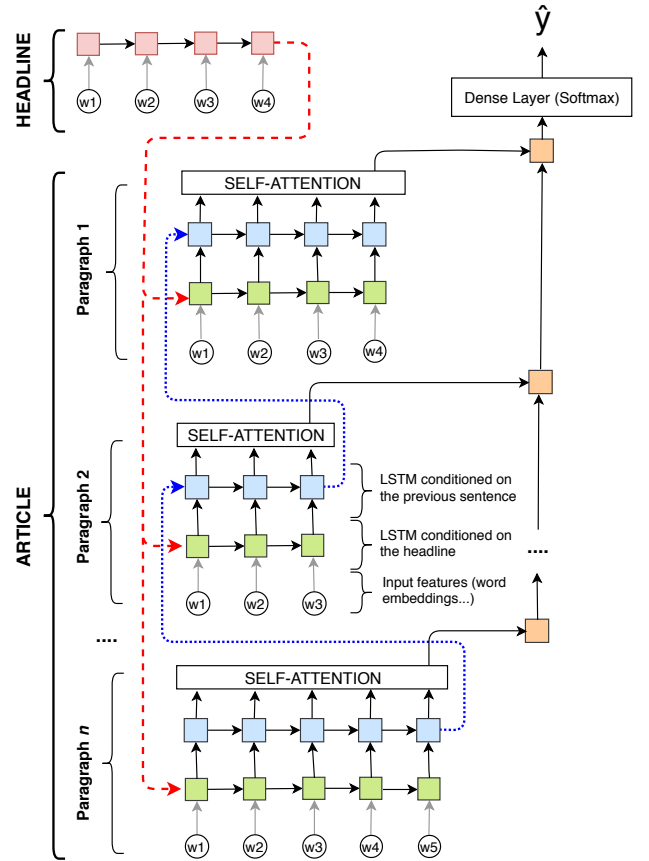 ŷ
HEADLINE
w1 w2 w3 w4
Dense Layer (Softmax)
ARTICLE
Paragraph 1
SELF-ATTENTION
w1 w2 w3 w4
Paragraph 2
SELF-ATTENTION
LSTM conditioned on
the previous sentence
LSTM conditioned on
the headline
Input features (word
embeddings...)
w1 w2 w3
....
....
Paragraph n
SELF-ATTENTION
w1 w2 w3 w4 w5